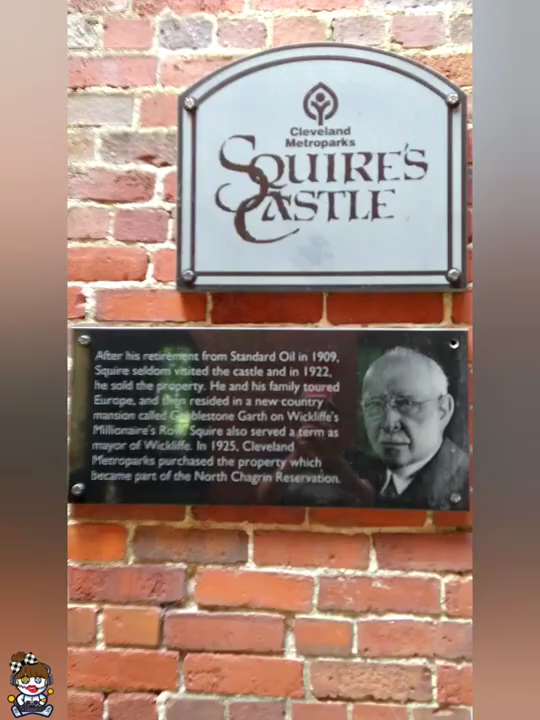 Cleveland
Metroparks
SQUIRE'S
CASTLE
After his retirement from Standard Oil in 1909,
Squire seldom visited the castle and in 1922,
he sold the property. He and his family toured
Europe, and then resided in a new country
mansion called Cobblestone Garth on Wickliffe's
Millionaire's Row. Squire also served a term as
mayor of Wickliffe. In 1925, Cleveland
Metroparks purchased the property which
became part of the North Chagrin Reservation.